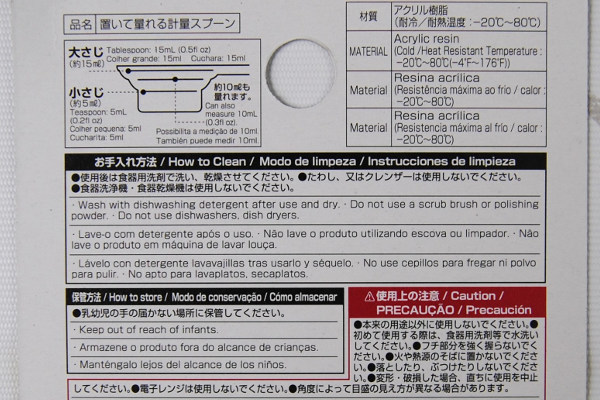 品名 置いて量れる計量スプーン
大さじ
(約15㎖)
Tablespoon: 15mL (0.5fl oz)
Colher grande: 15ml Cuchara: 15ml
小さじ
(約5㎖)
Teaspoon: 5mL
(0.2fl oz)
Colher pequena: 5ml
Cucharita: 5ml
約10㎖も
量れます。
Can also
measure 10mL
(0.3fl oz).
Possibilita a medição de 10ml.
También puede medir 10ml.
材質 アクリル樹脂
(耐冷/耐熱温度:−20℃〜80℃)
MATERIAL Acrylic resin
(Cold /Heat Resistant Temperature :
−20℃~80℃(−4°F~176°F))
Material Resina acrílica
(Resistência máxima ao frio / calor :
−20℃~80℃)
Material Resina acrílica
(Resistencia máxima al frío / calor :
−20℃~80℃)
お手入れ方法 / How to Clean / Modo de limpeza / Instrucciones de limpieza
●使用後は食器用洗剤で洗い、乾燥させてください。●たわし、又はクレンザーは使用しないでください。
●食器洗浄機・食器乾燥機は使用しないでください。
· Wash with dishwashing detergent after use and dry. · Do not use a scrub brush or polishing
powder. · Do not use dishwashers, dish dryers.
· Lave-o com detergente após o uso. · Não lave o produto utilizando escova ou limpador. · Não
lave o produto em máquina de lavar louça.
· Lávelo con detergente lavavajillas tras usarlo y séquelo. · No use cepillos para fregar ni polvo
para pulir. · No apto para lavaplatos, secaplatos.
保管方法 / How to store / Modo de conservação / Cómo almacenar
●乳幼児の手の届かない場所に保管してください。
· Keep out of reach of infants.
· Armazene o produto fora do alcance de crianças.
· Manténgalo lejos del alcance de los niños.
⚠使用上の注意 / Caution /
PRECAUÇÃO / Precaución
●本来の用途以外に使用しないでください。●
初めて使用する際は、食器用洗剤等で水洗い
してください。●フチ部分を強く握らないでくだ
さい。●火や熱源のそばに置かないでくださ
い。●落としたり、ぶつけたりしないでくださ
い。●変形・破損した場合、直ちに使用を中止
してください。●電子レンジは使用しないでください。●角度によって目盛の見え方が異なる場合があります。